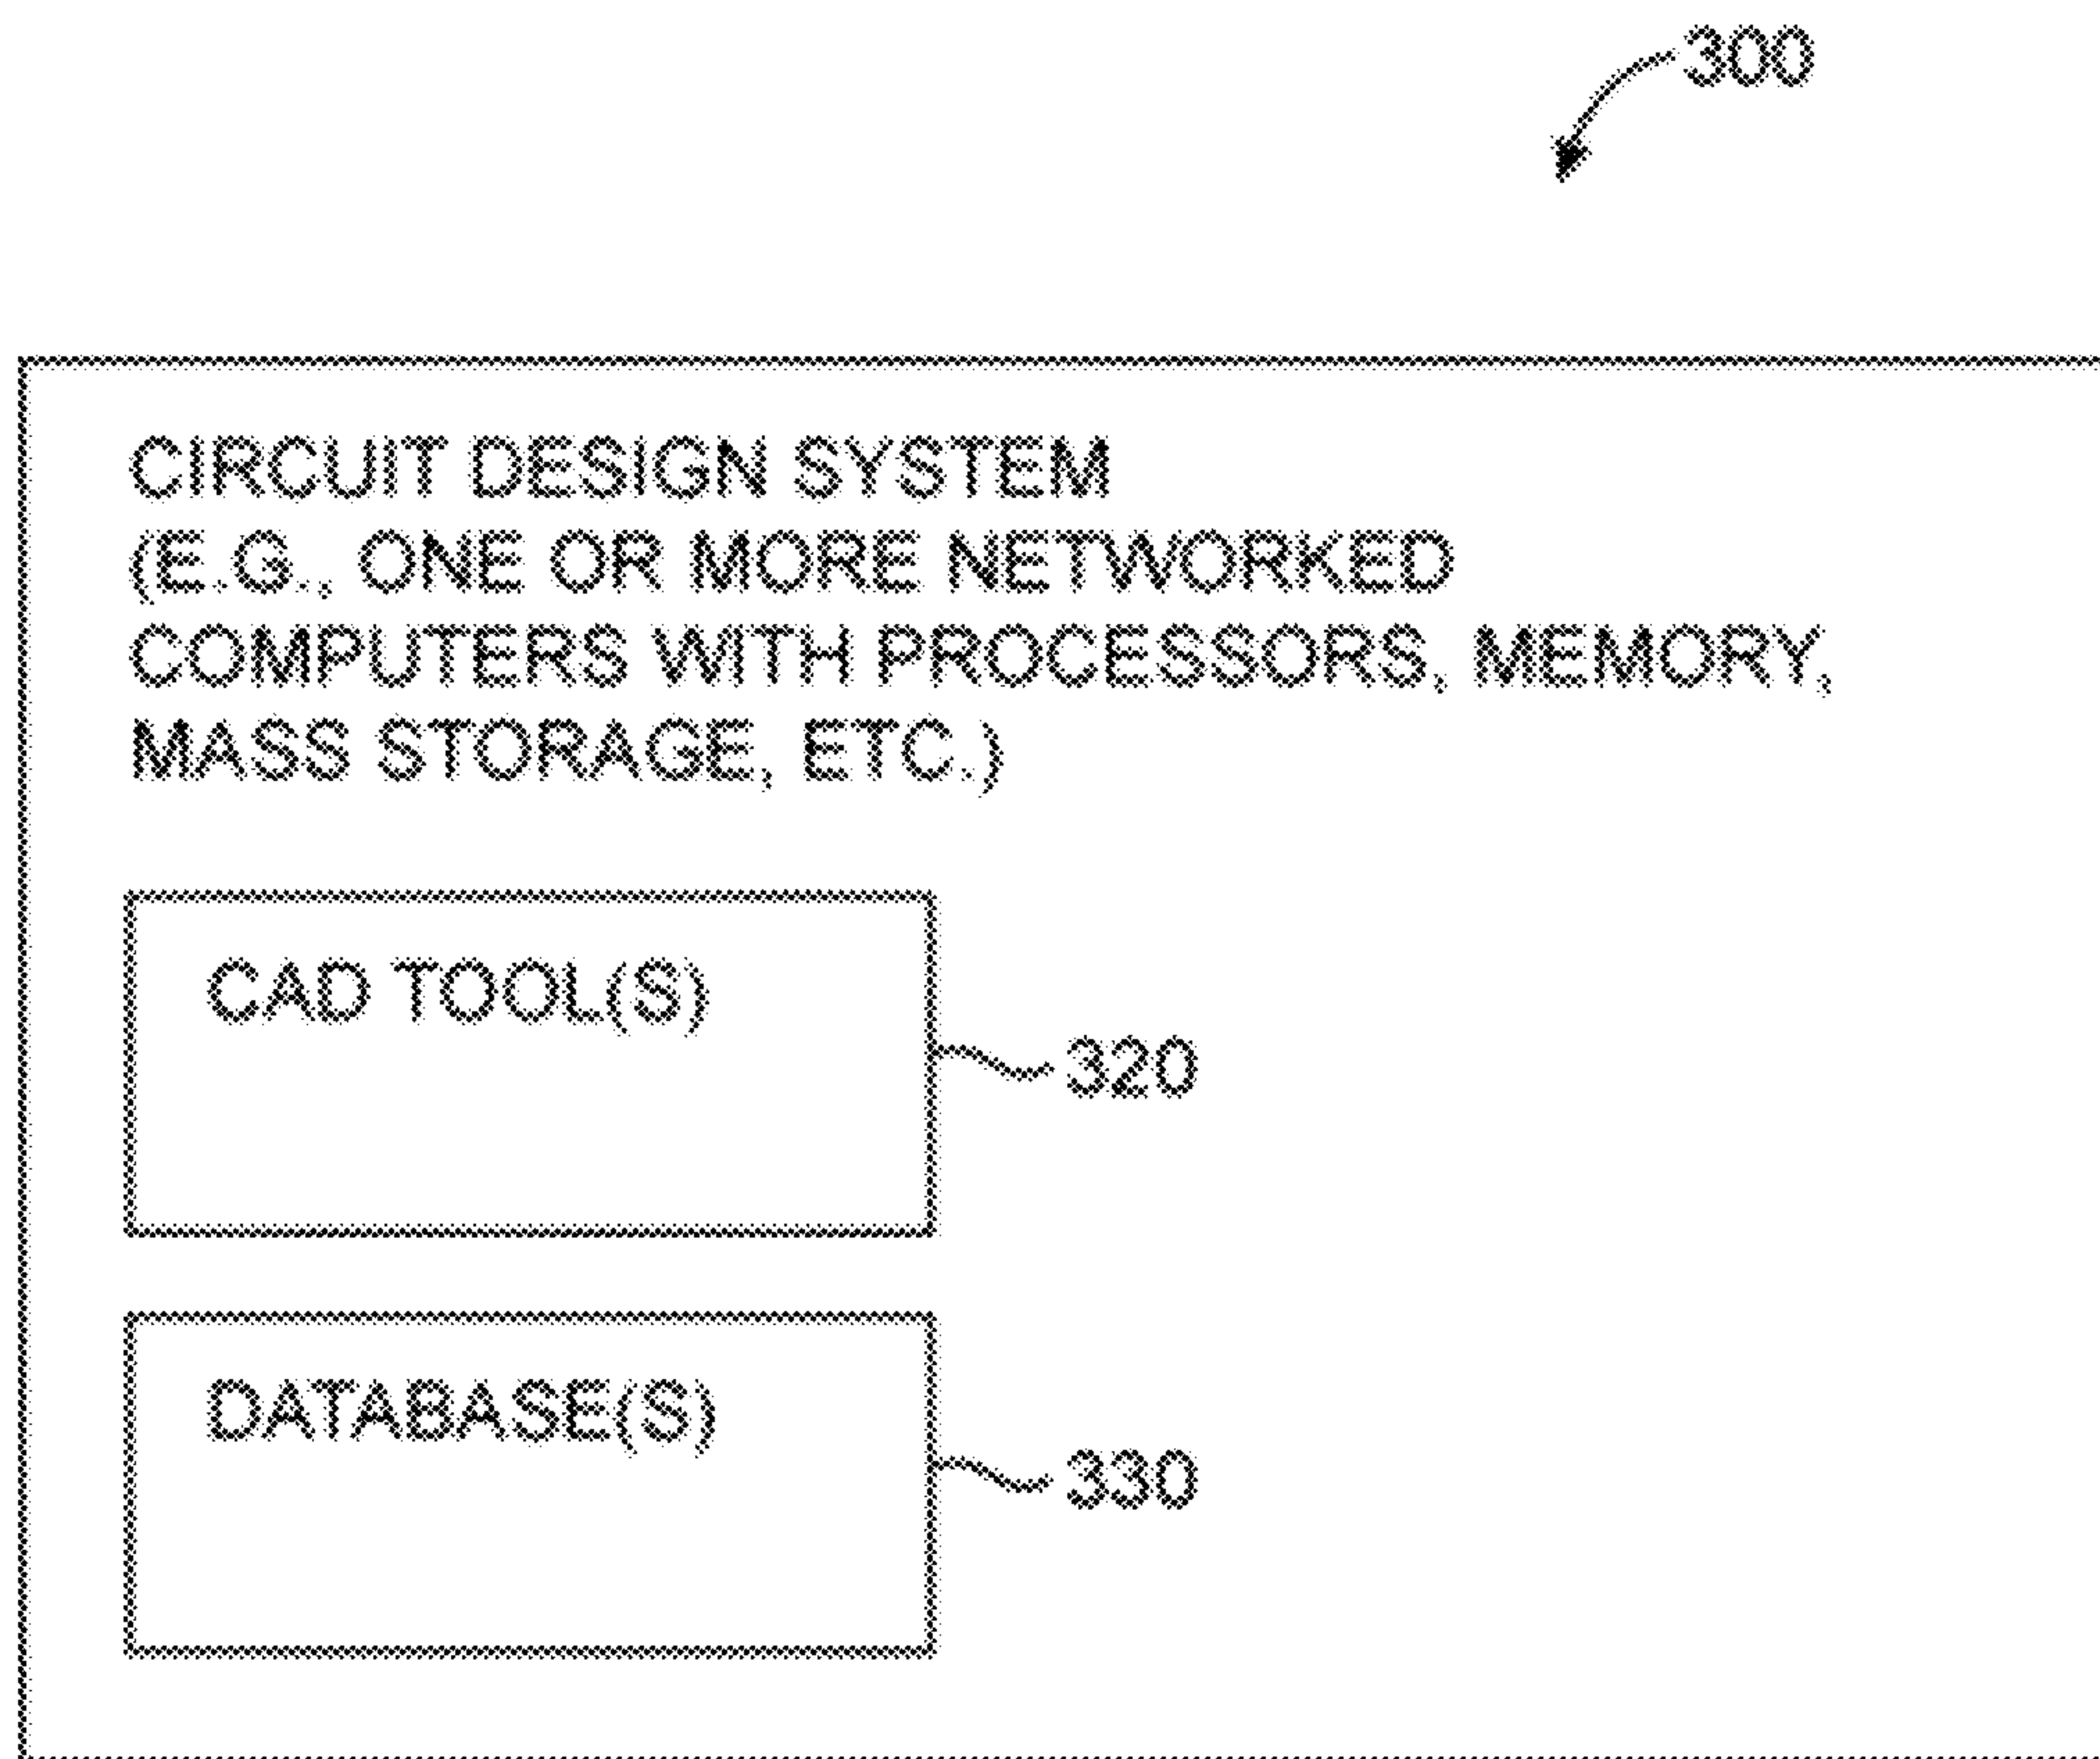 300
CIRCUIT DESIGN SYSTEM
(E.G., ONE OR MORE NETWORKED
COMPUTERS WITH PROCESSORS, MEMORY,
MASS STORAGE, ETC.)
CAD TOOL(S)
320
DATABASE(S)
330